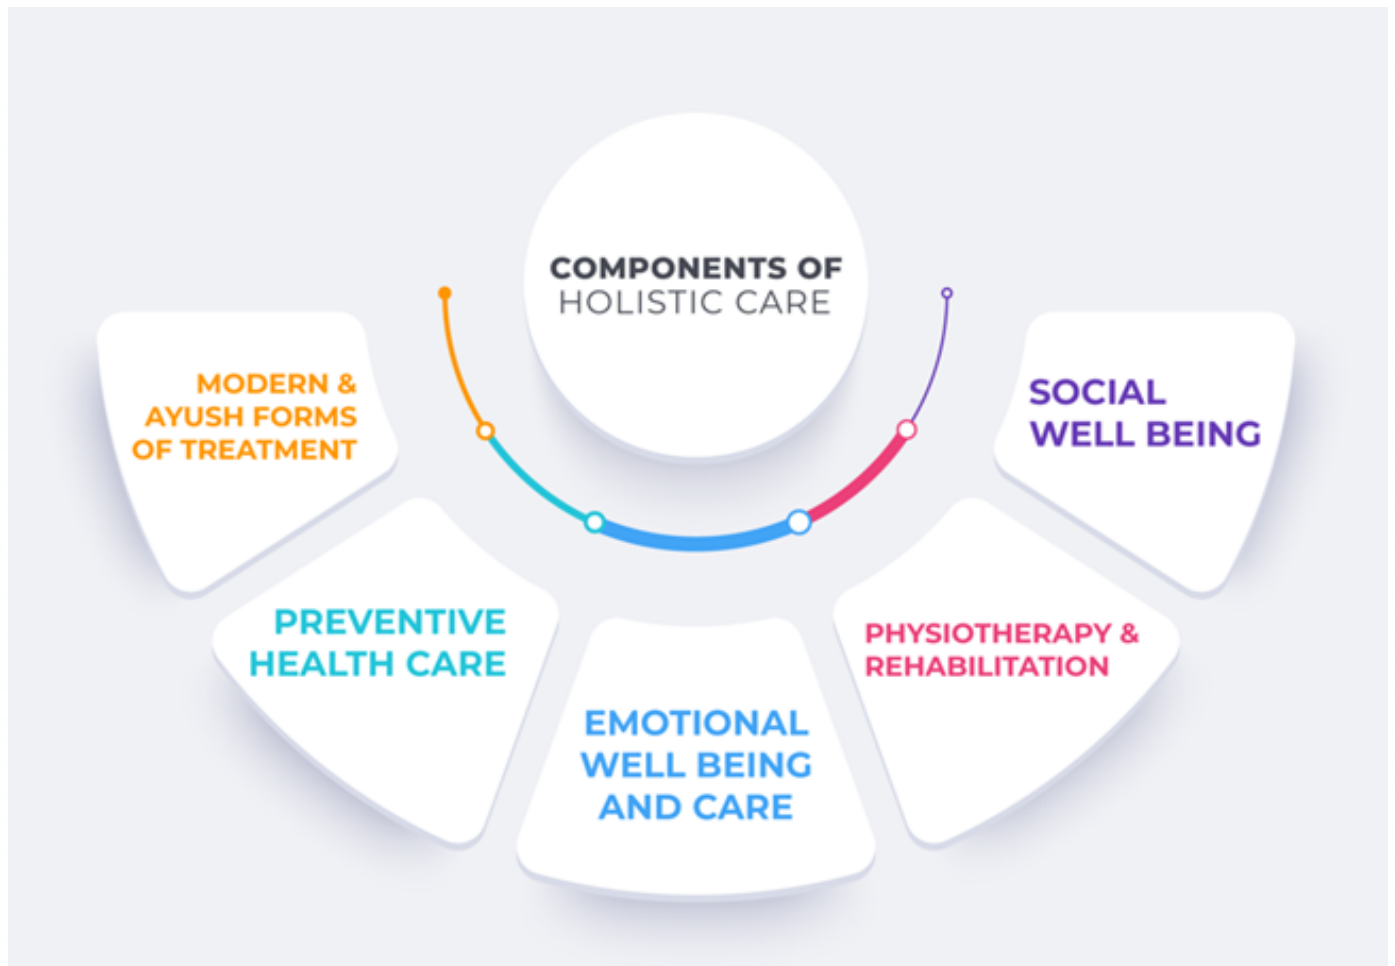 COMPONENTS OF
HOLISTIC CARE
MODERN &
AYUSH FORMS
OF TREATMENT
PREVENTIVE
HEALTH CARE
EMOTIONAL
WELL BEING
AND CARE
PHYSIOTHERAPY &
REHABILITATION
SOCIAL
WELL BEING